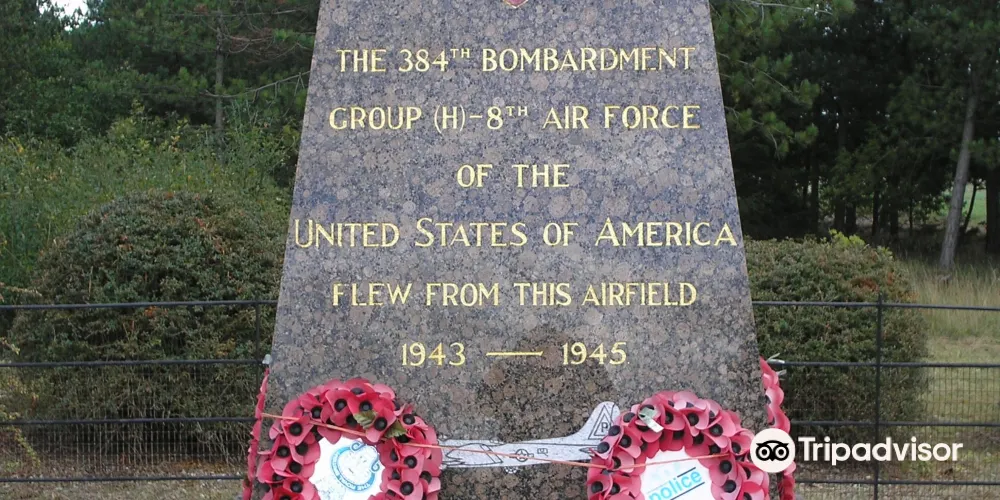 THE 384TH BOMBARDMENT
GROUP (H)-8TH AIR FORCE
OF THE
UNITED STATES OF AMERICA
FLEW FROM THIS AIRFIELD
1943 — 1945
P
police
Tripadvisor